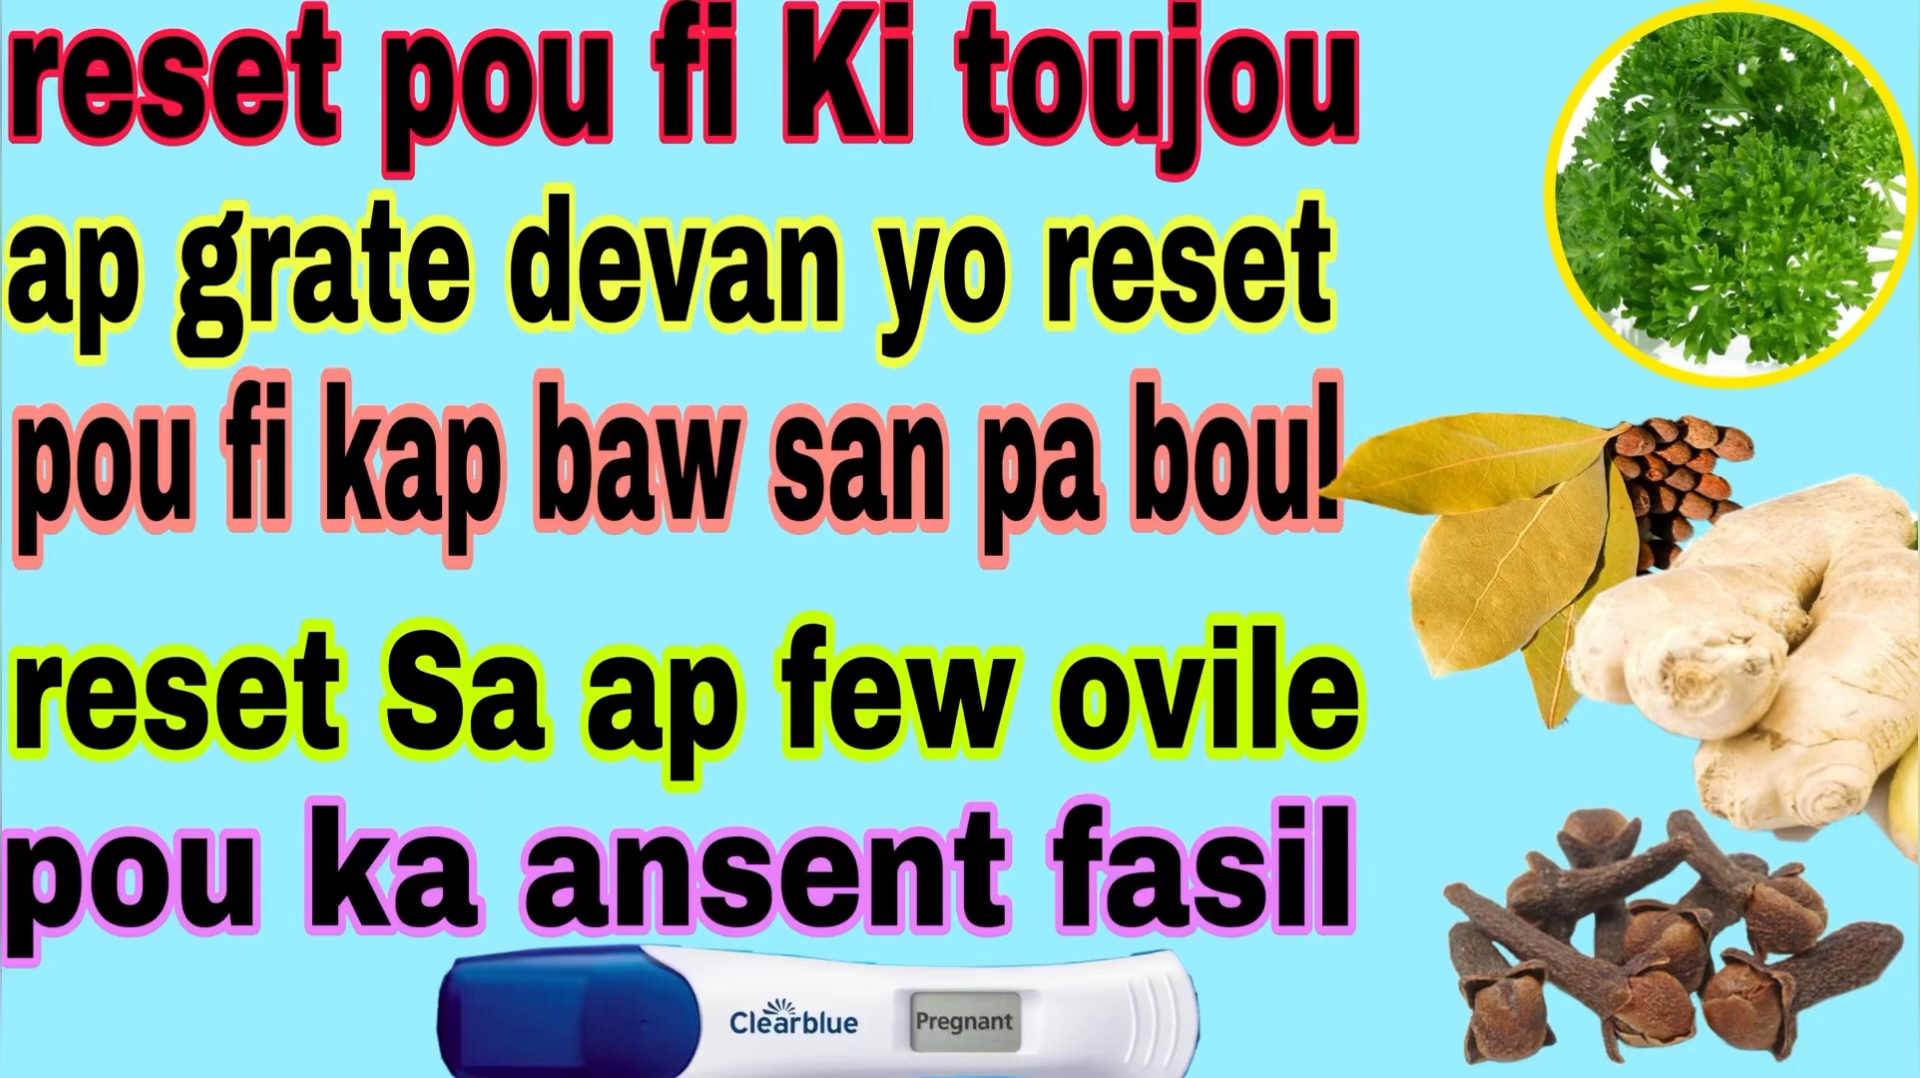 reset pou fi Ki toujou
ap grate devan yo reset
pou fi kap baw san pa boul
reset Sa ap few ovile
pou ka ansent fasil
Clearblue
Pregnant